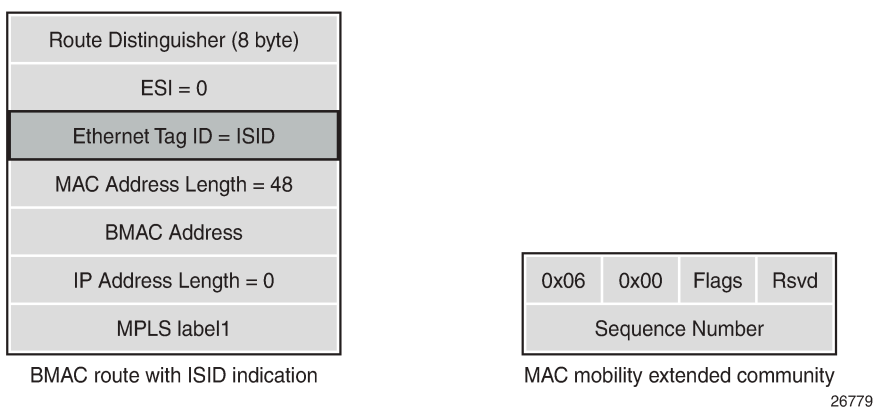 Route Distinguisher (8 byte)
ESI = 0
Ethernet Tag ID = ISID
MAC Address Length = 48
BMAC Address
IP Address Length = 0
MPLS label1
BMAC route with ISID indication
0x06 0x00 Flags Rsvd
Sequence Number
MAC mobility extended community
26779